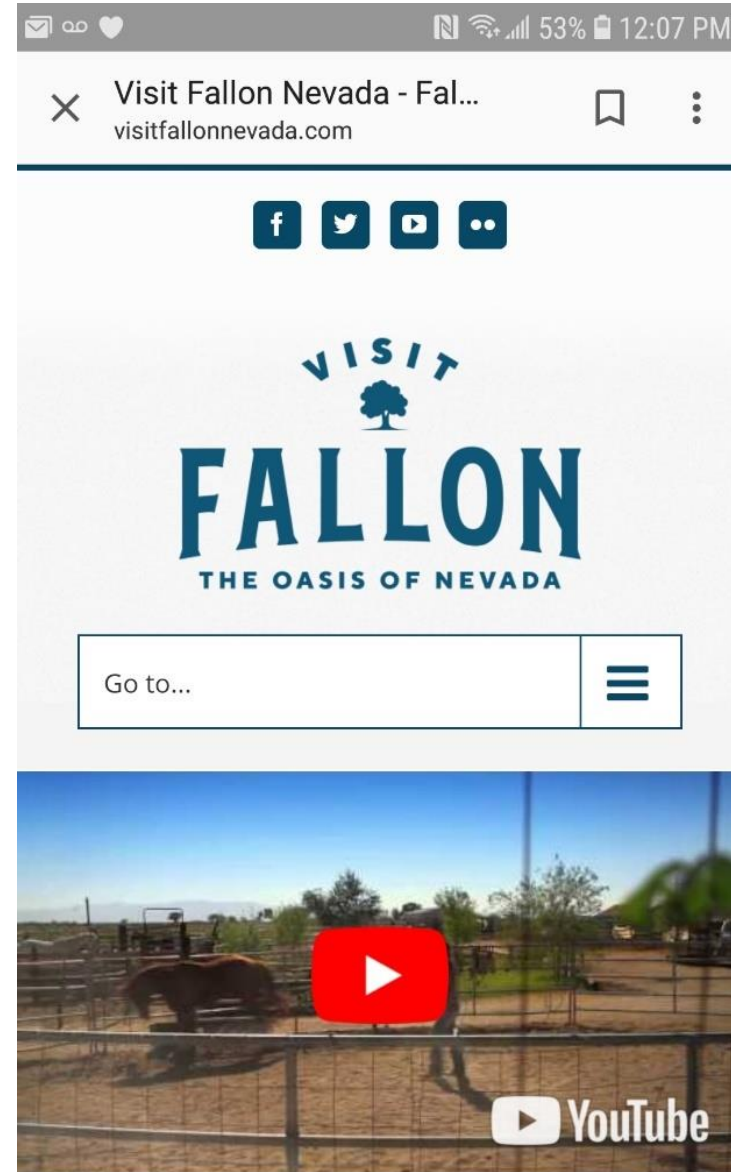 53% 12:07 PM
Visit Fallon Nevada - Fal...
visitfallonnevada.com
VISIT
FALLON
THE OASIS OF NEVADA
Go to...
YouTube